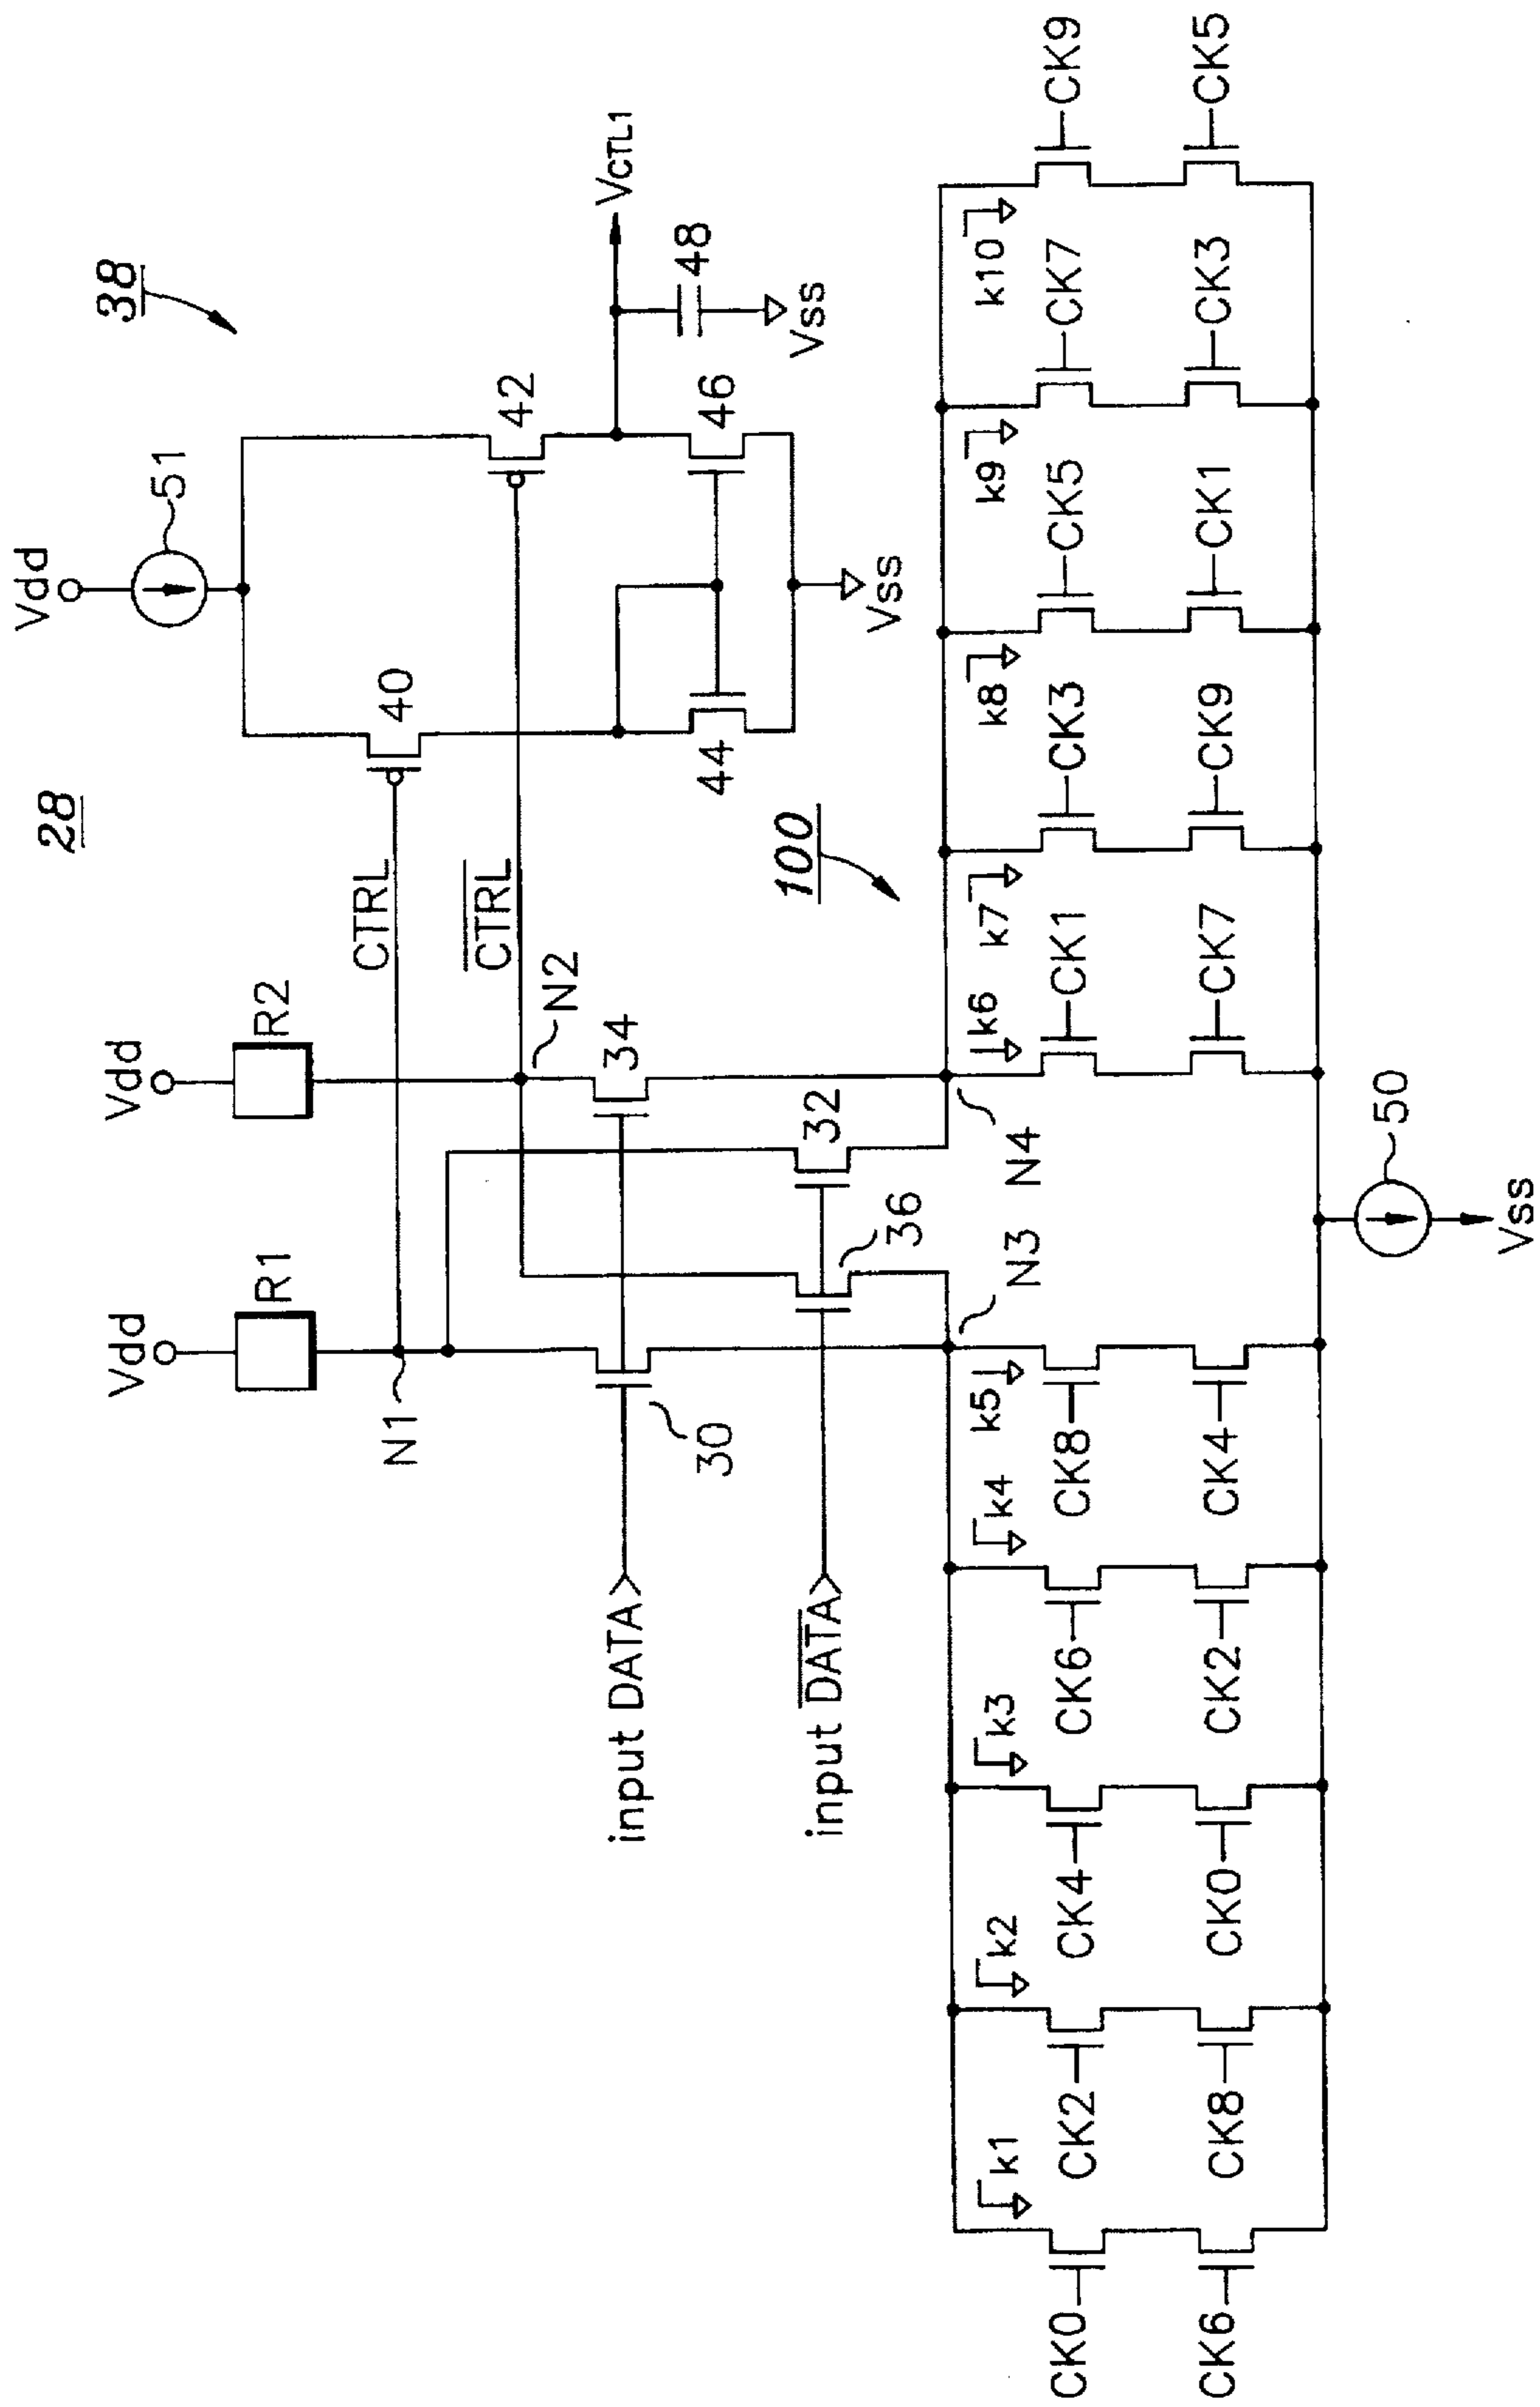 28
38
Vdd
51
Vdd
R1
Vdd
R2
CTRL
40
CTRL
42
N1
N2
VCTL1
input DATA
30
34
44
46
48
Vss
Vss
input DATA
36
32
100
N3
N4
k1
k2
k3
k4
k5
k6
k7
k8
k9
k10
CK0
CK2
CK4
CK6
CK8
CK1
CK3
CK5
CK7
CK9
CK6
CK8
CK0
CK2
CK4
CK7
CK9
CK1
CK3
CK5
50
Vss